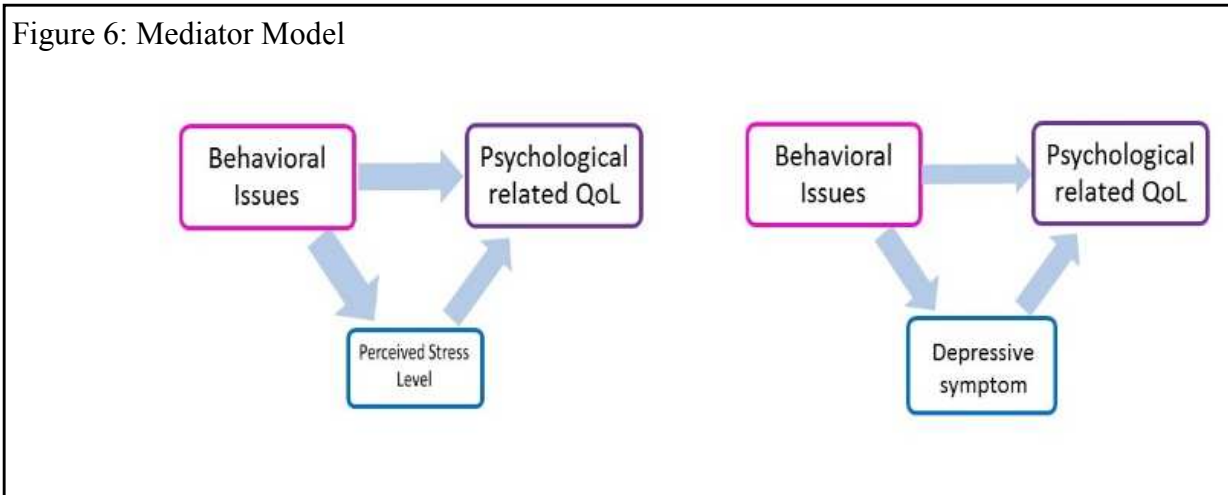 Figure 6: Mediator Model
Behavioral
Issues
Psychological
related QoL
Perceived Stress
Level
Behavioral
Issues
Psychological
related QoL
Depressive
symptom